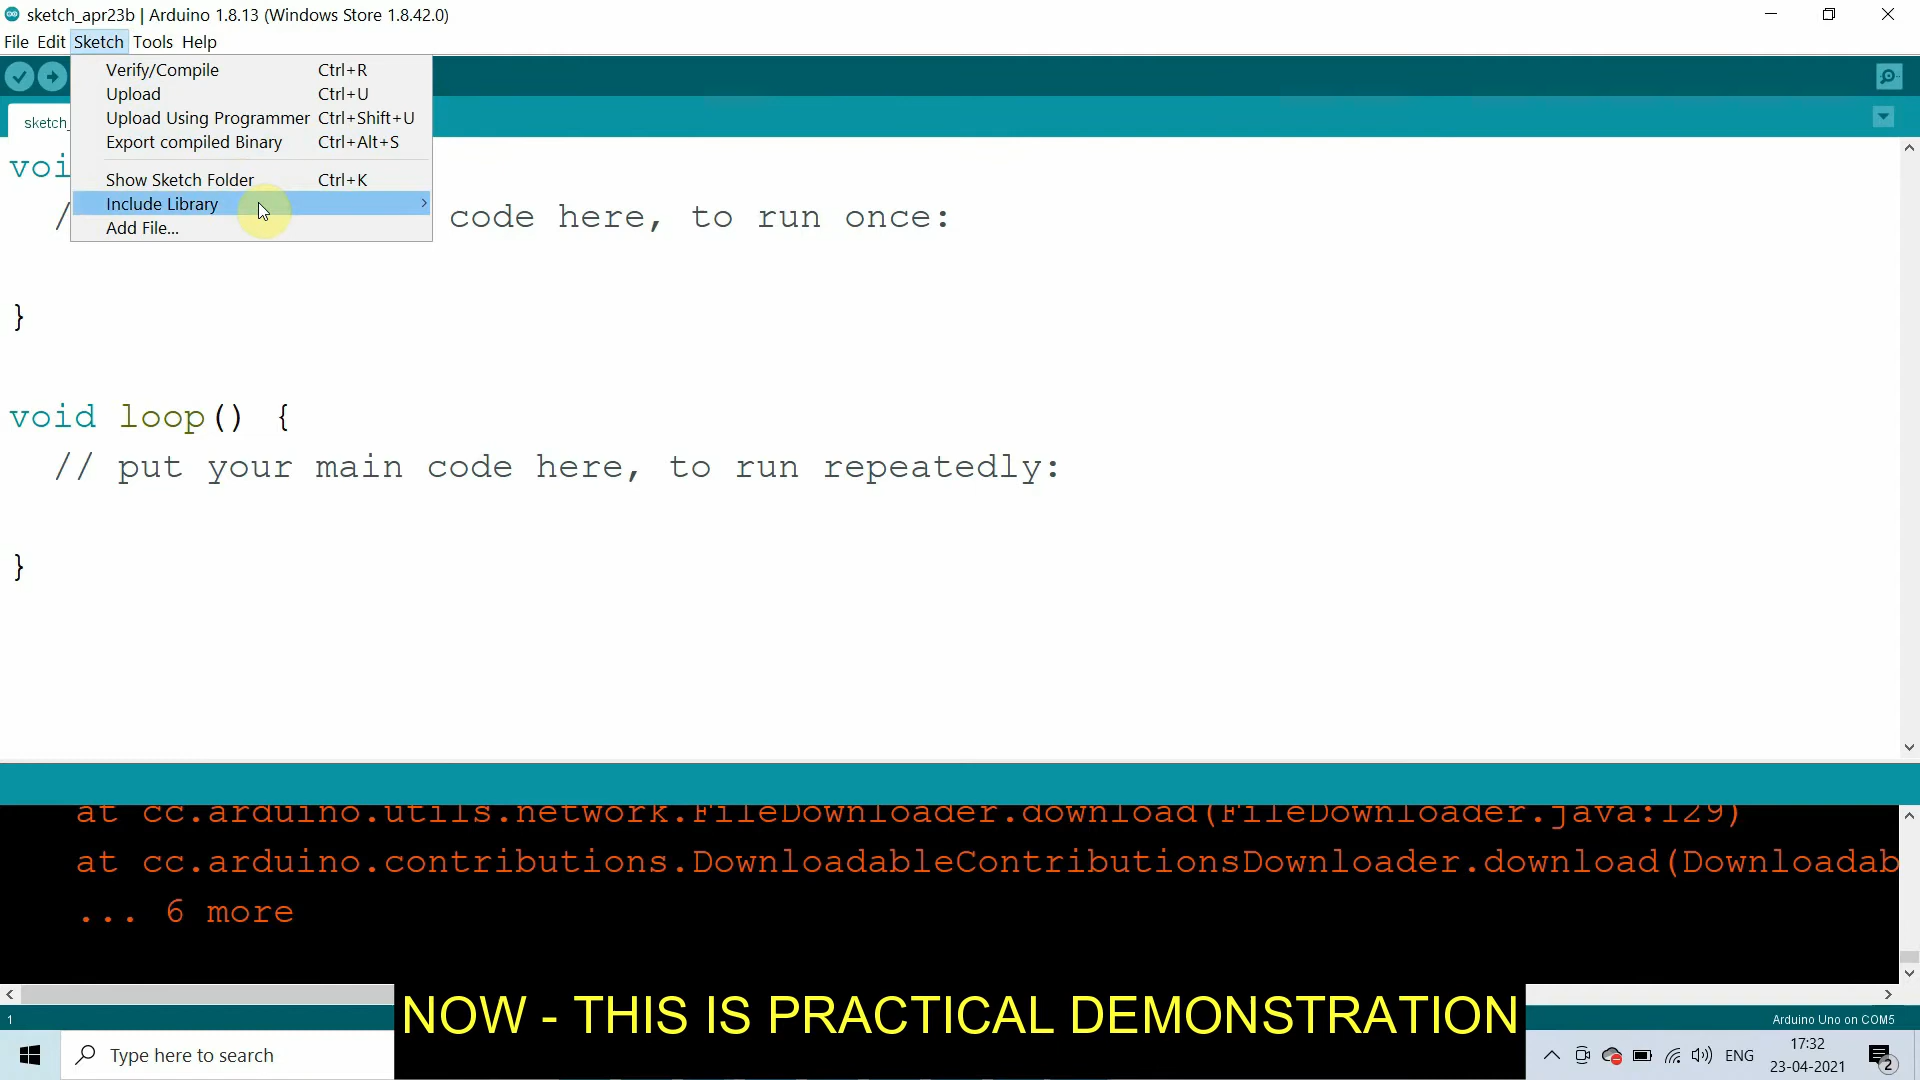 sketch_apr23b | Arduino 1.8.13 (Windows Store 1.8.42.0)
File Edit Sketch Tools Help
Verify/Compile Ctrl+R
Upload Ctrl+U
Upload Using Programmer Ctrl+Shift+U
Export compiled Binary Ctrl+Alt+S
Show Sketch Folder Ctrl+K
Include Library
Add File...
sketch_
voi
/ code here, to run once:
}
void loop() {
// put your main code here, to run repeatedly:
}
at cc.arduino.utils.network.FileDownloader.download(FileDownloader.java:129)
at cc.arduino.contributions.DownloadableContributionsDownloader.download(Downloadab
... 6 more
NOW - THIS IS PRACTICAL DEMONSTRATION
1
Arduino Uno on COM5
Type here to search
ENG
17:32
23-04-2021
2